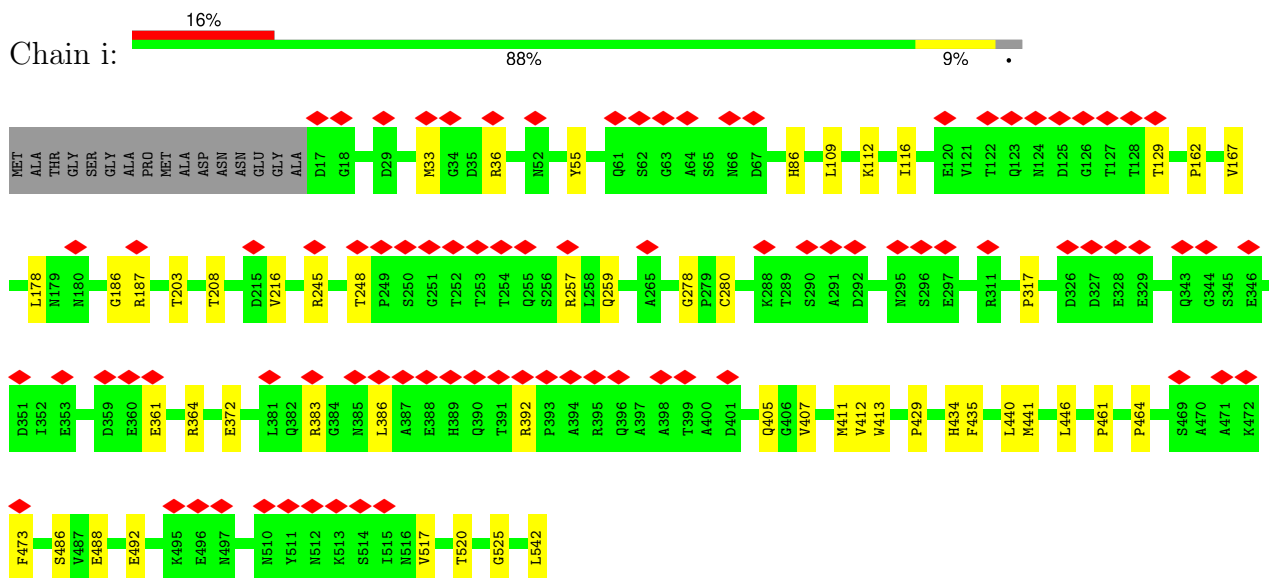 16%
Chain i:
88% 9% •
MET ALA THR GLY SER GLY ALA PRO MET ALA ASP ASN ASN GLU GLY ALA D17 G18 D29 M33 G34 D35 R36 N52 Y55 Q61 S62 G63 A64 S65 N66 D67 H86 L109 K112 I116 E120 V121 T122 Q123 N124 D125 G126 T127 T128 T129 P162 V167
L178 N179 N180 G186 R187 T203 T208 D215 V216 R245 T248 P249 S250 G251 T252 T253 T254 Q255 S256 R257 L258 Q259 A265 G278 P279 C280 K288 T289 S290 A291 D292 N295 S296 E297 R311 P317 D326 D327 E328 E329 Q343 G344 S345 E346
D351 I352 E353 D359 E360 E361 R364 E372 L381 Q382 R383 G384 N385 L386 A387 E388 H389 Q390 T391 R392 P393 A394 R395 Q396 A397 A398 T399 A400 D401 Q405 G406 V407 M411 V412 W413 P429 H434 F435 L440 M441 L446 P461 P464 S469 A470 A471 K472
F473 S486 V487 E488 E492 K495 E496 N497 N510 Y511 N512 K513 S514 I515 N516 V517 T520 G525 L542